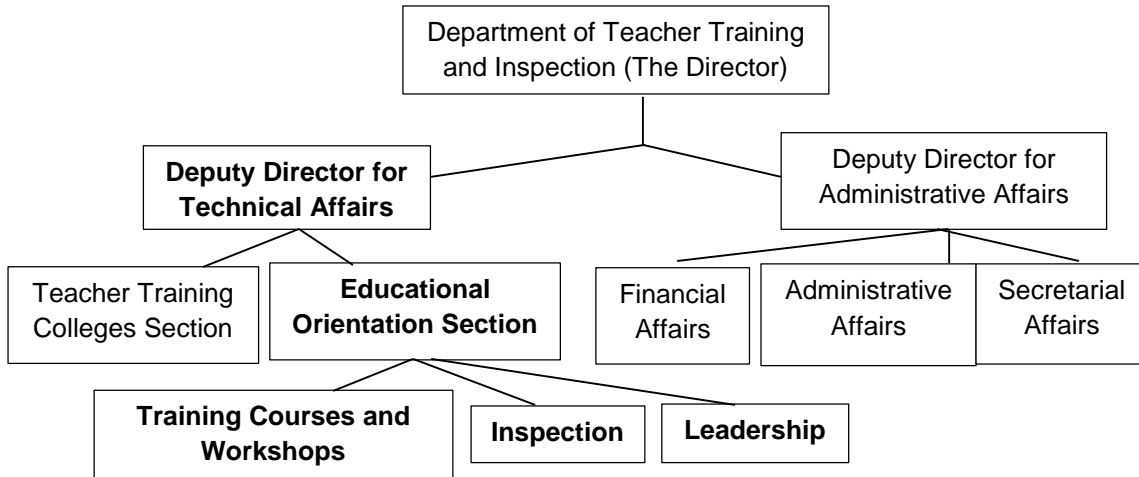 Department of Teacher Training
and Inspection (The Director)
Deputy Director for
Technical Affairs
Deputy Director for
Administrative Affairs
Teacher Training
Colleges Section
Educational
Orientation Section
Financial
Affairs
Administrative
Affairs
Secretarial
Affairs
Training Courses and
Workshops
Inspection
Leadership